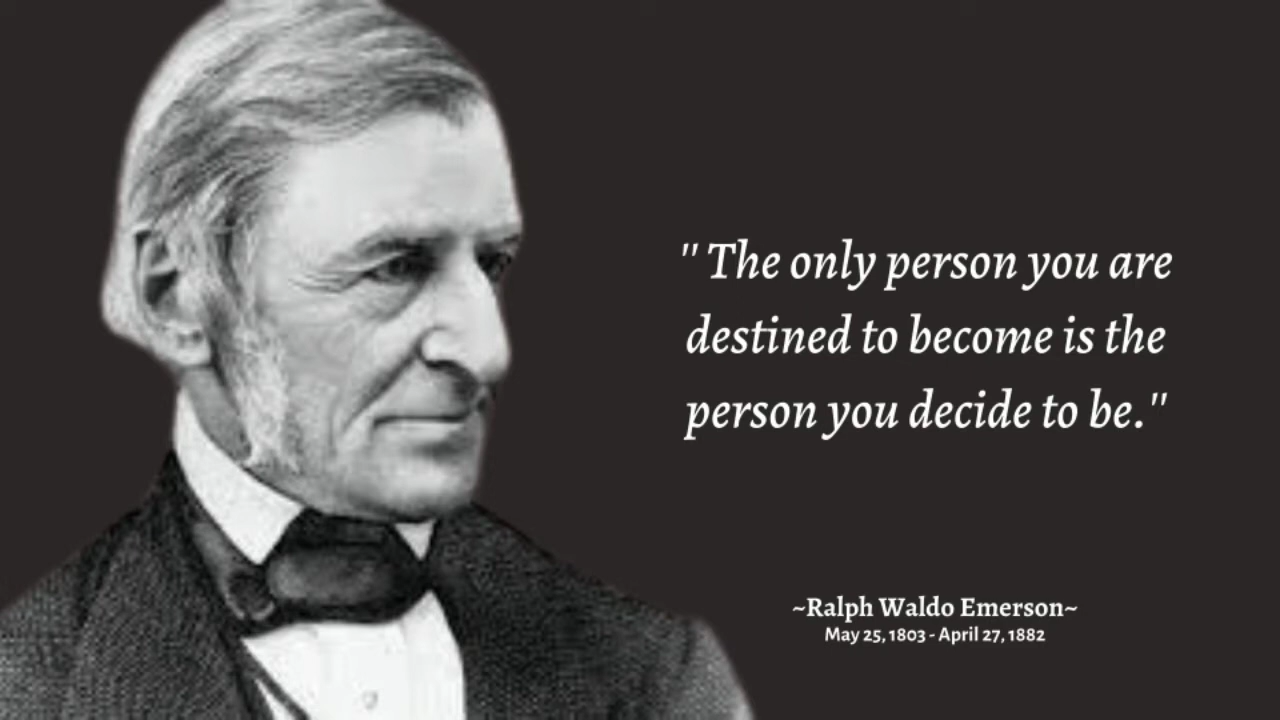 " The only person you are
destined to become is the
person you decide to be."
~Ralph Waldo Emerson~
May 25, 1803 - April 27, 1882